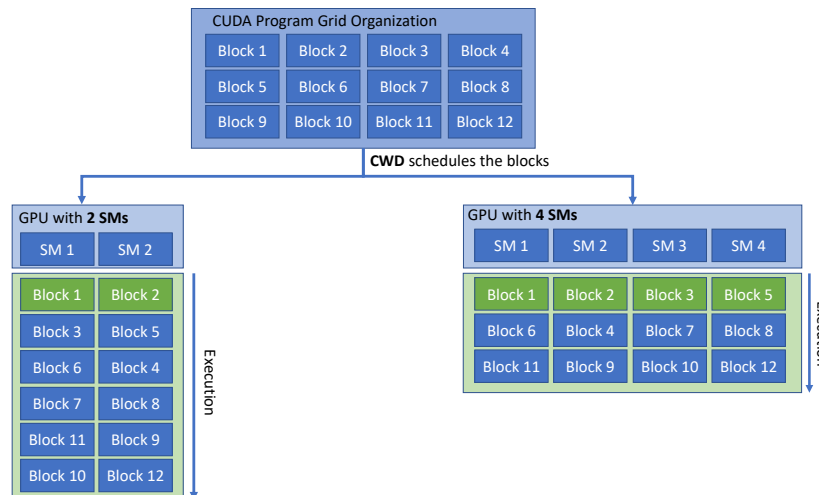 CUDA Program Grid Organization
Block 1 Block 2 Block 3 Block 4
Block 5 Block 6 Block 7 Block 8
Block 9 Block 10 Block 11 Block 12
CWD schedules the blocks
GPU with 2 SMs
SM 1 SM 2
Block 1 Block 2
Block 3 Block 5
Block 6 Block 4
Block 7 Block 8
Block 11 Block 9
Block 10 Block 12
Execution
GPU with 4 SMs
SM 1 SM 2 SM 3 SM 4
Block 1 Block 2 Block 3 Block 5
Block 6 Block 4 Block 7 Block 8
Block 11 Block 9 Block 10 Block 12
Execution